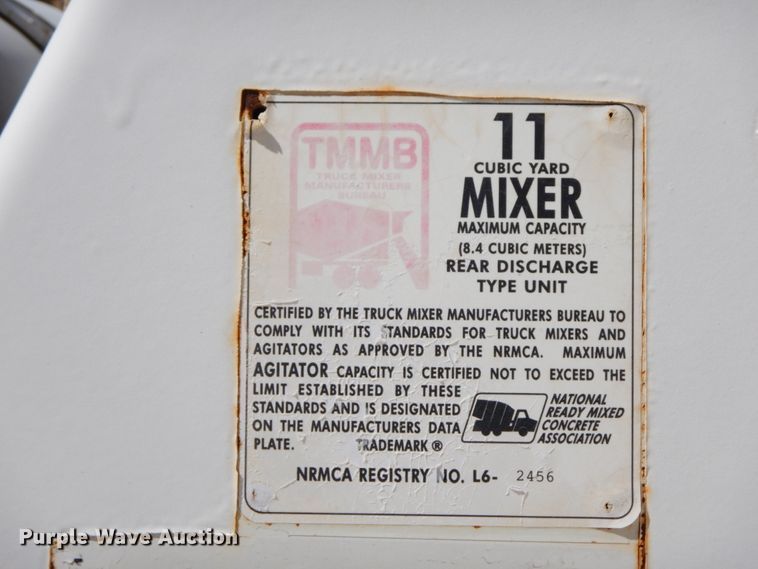 TMMB
TRUCK MIXER
MANUFACTURERS
BUREAU
11
CUBIC YARD
MIXER
MAXIMUM CAPACITY
(8.4 CUBIC METERS)
REAR DISCHARGE
TYPE UNIT
CERTIFIED BY THE TRUCK MIXER MANUFACTURERS BUREAU TO
COMPLY WITH ITS STANDARDS FOR TRUCK MIXERS AND
AGITATORS AS APPROVED BY THE NRMCA. MAXIMUM
AGITATOR CAPACITY IS CERTIFIED NOT TO EXCEED THE
LIMIT ESTABLISHED BY THESE
STANDARDS AND IS DESIGNATED
ON THE MANUFACTURERS DATA
PLATE. TRADEMARK ®
NATIONAL
READY MIXED
CONCRETE
ASSOCIATION
NRMCA REGISTRY NO. L6- 2456
Purple Wave Auction